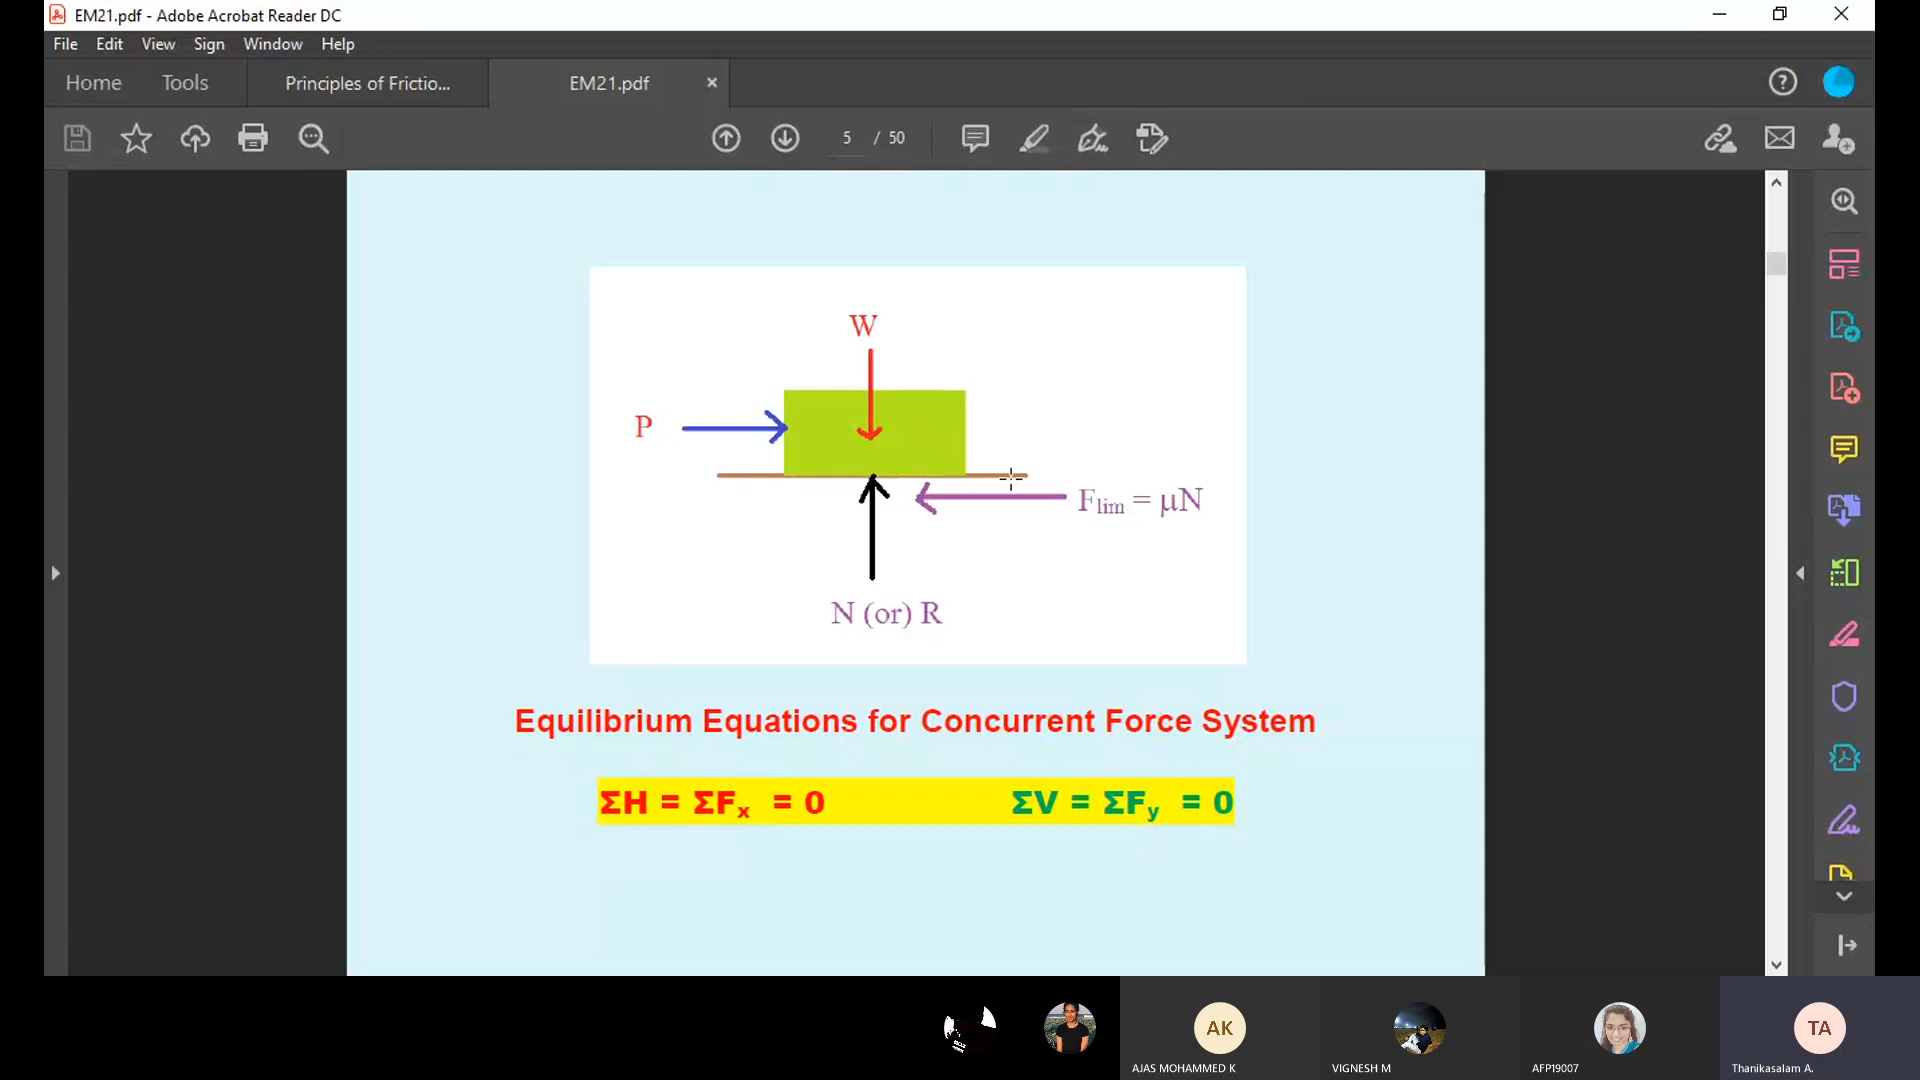 EM21.pdf - Adobe Acrobat Reader DC
File Edit View Sign Window Help
Home Tools Principles of Frictio... EM21.pdf ×
5 / 50
W
P
Flim = μN
N (or) R
Equilibrium Equations for Concurrent Force System
ΣH = ΣFx = 0 ΣV = ΣFy = 0
AK TA
AJAS MOHAMMED K VIGNESH M AFP19007 Thanikasalam A.